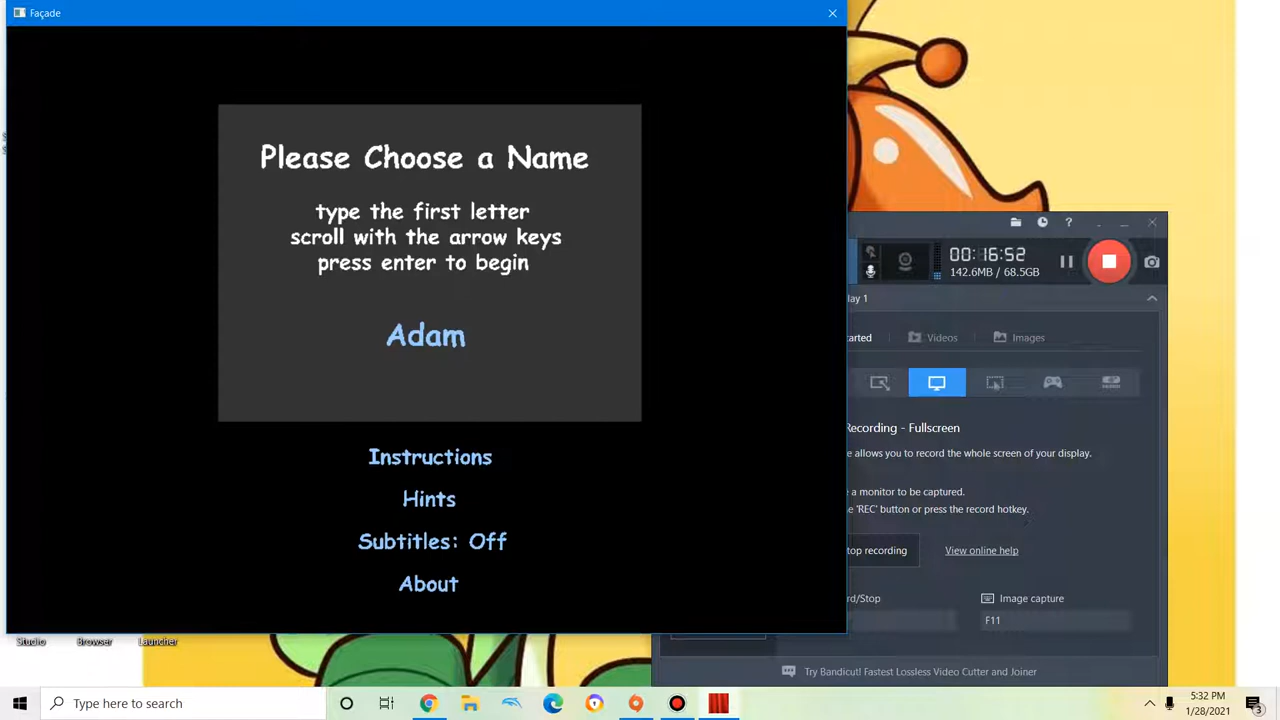 Façade
Please Choose a Name
type the first letter
scroll with the arrow keys
press enter to begin
Adam
Instructions
Hints
Subtitles: Off
About
00:16:52
142.6MB / 68.5GB
lay 1
arted
Videos
Images
Recording - Fullscreen
e allows you to record the whole screen of your display.
e a monitor to be captured.
e 'REC' button or press the record hotkey.
top recording
View online help
rd/Stop
Image capture
F11
Try Bandicut! Fastest Lossless Video Cutter and Joiner
Studio
Browser
Launcher
Type here to search
5:32 PM
1/28/2021
3